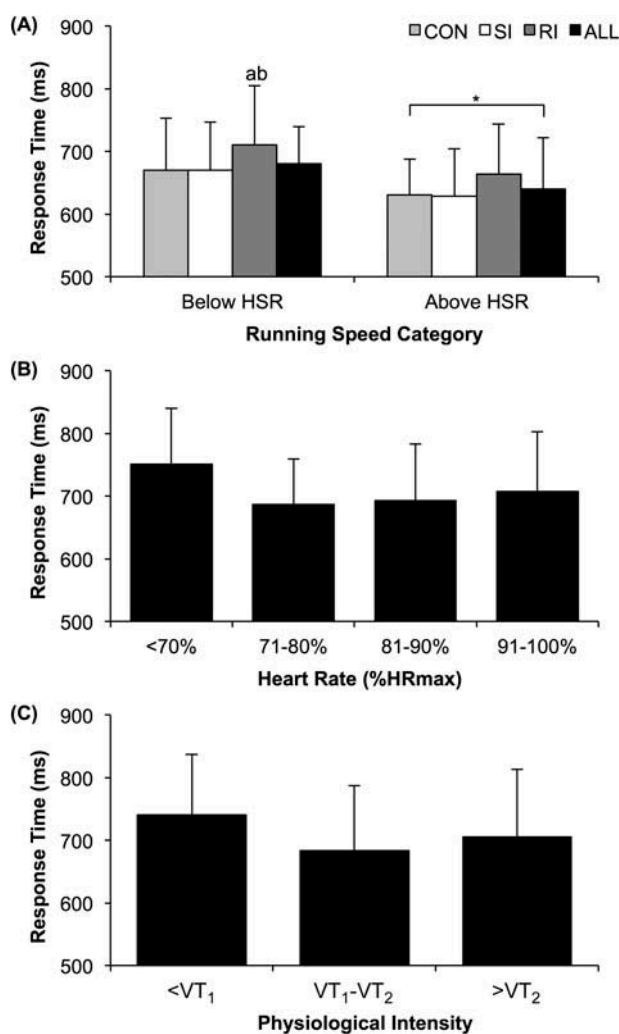 (A)
900
CON SI RI ALL
800
ab
*
700
600
500
Response Time (ms)
Below HSR Above HSR
Running Speed Category
(B)
900
800
700
600
500
Response Time (ms)
<70% 71-80% 81-90% 91-100%
Heart Rate (%HRmax)
(C)
900
800
700
600
500
Response Time (ms)
<VT₁ VT₁-VT₂ >VT₂
Physiological Intensity